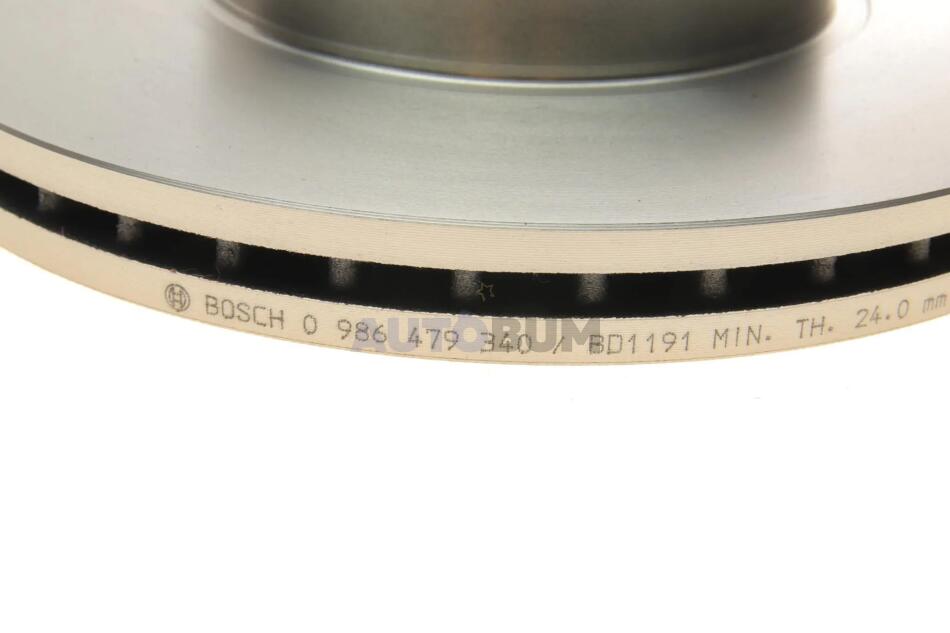 BOSCH 0 986 479 340 / BD1191 MIN. TH. 24.0 mm
AUTOBUM